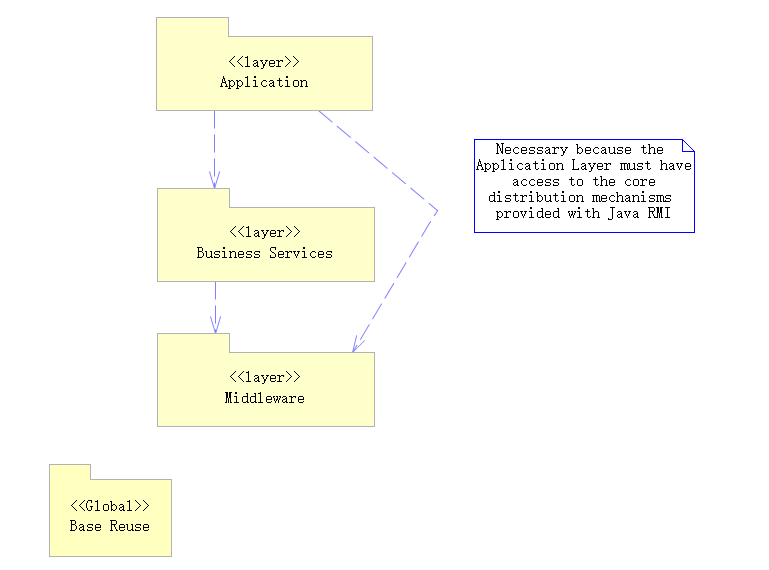 <<layer>>
Application
Necessary because the
Application Layer must have
access to the core
distribution mechanisms
provided with Java RMI
<<layer>>
Business Services
<<layer>>
Middleware
<<Global>>
Base Reuse